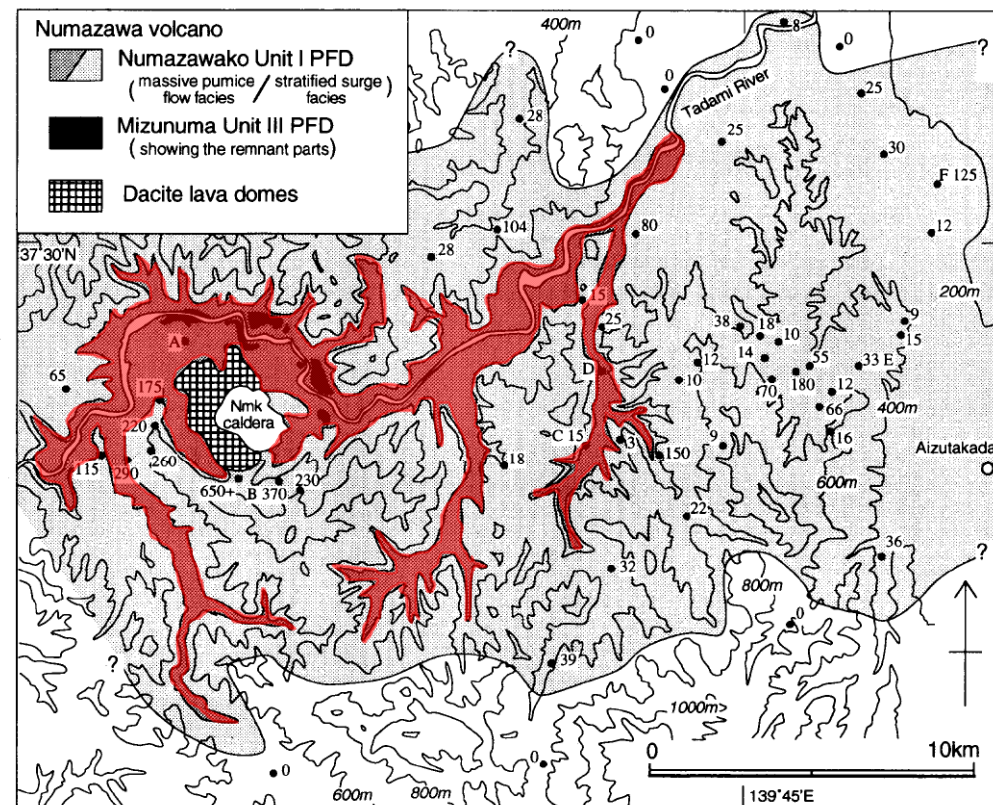 Numazawa volcano
Numazawako Unit I PFD
( massive pumice flow facies / stratified surge facies )
Mizunuma Unit III PFD
( showing the remnant parts )
Dacite lava domes
400m
0
8
0
?
?
0
Tadami River
25
28
25
30
F 125
104
80
12
28
37°30'N
200m
15
9
A
25
38
18
10
15
12
14
55
33 E
65
175
D
10
70
180
12
400m
Nmk
caldera
66
220
C 15
3
9
16
Aizutakada
115
290
260
18
150
600m
650+
B
370
230
22
?
36
32
800m
0
?
39
1000m>
0
10km
0
0
600m
800m
139°45'E